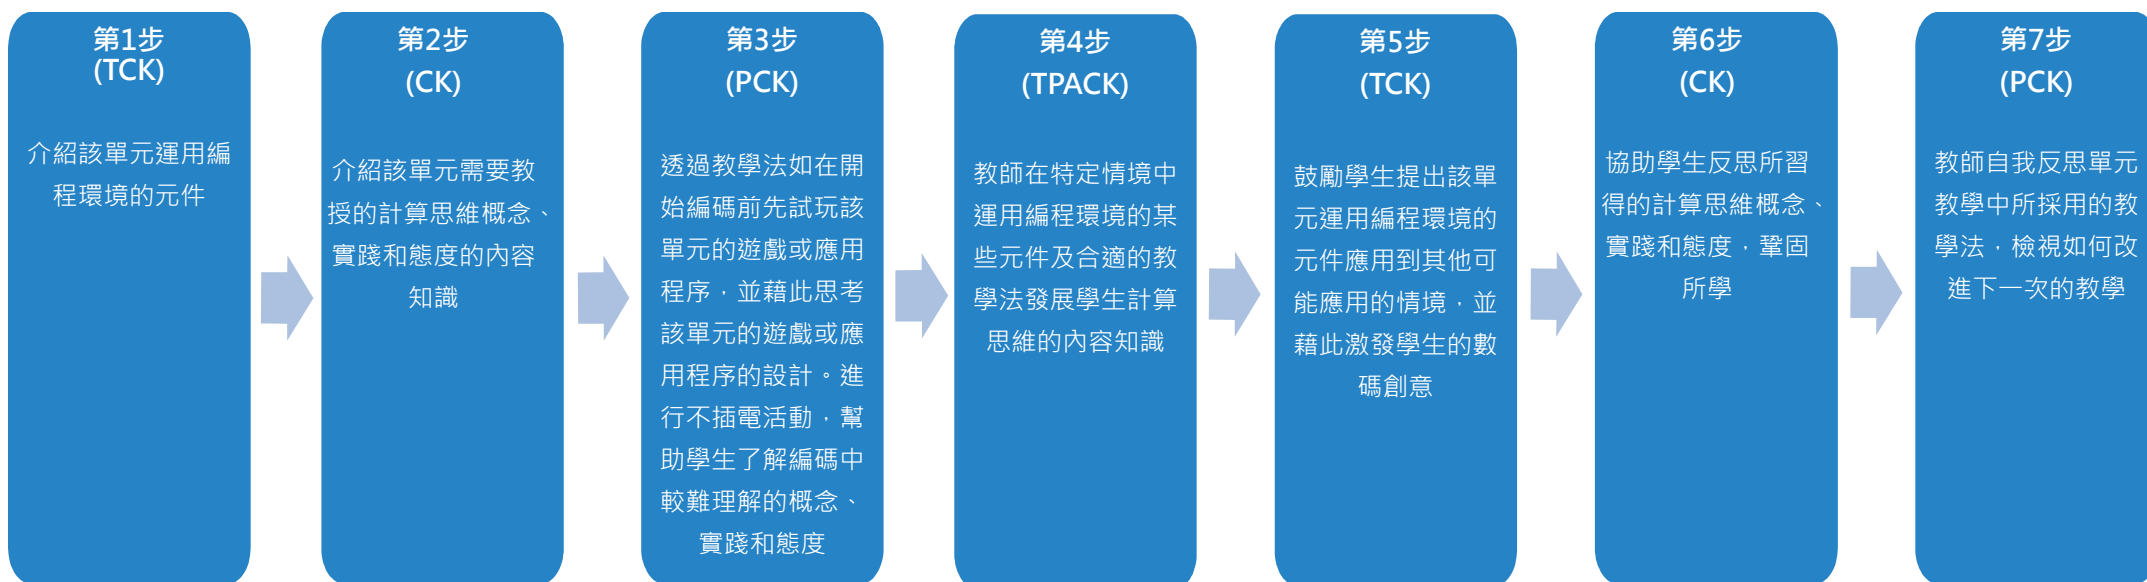 第1步
(TCK)
介紹該單元運用編
程環境的元件
第2步
(CK)
介紹該單元需要教
授的計算思維概念、
實踐和態度的內容
知識
第3步
(PCK)
透過教學法如在開
始編碼前先試玩該
單元的遊戲或應用
程序，並藉此思考
該單元的遊戲或應
用程序的設計。進
行不插電活動，幫
助學生了解編碼中
較難理解的概念、
實踐和態度
第4步
(TPACK)
教師在特定情境中
運用編程環境的某
些元件及合適的教
學法發展學生計算
思維的內容知識
第5步
(TCK)
鼓勵學生提出該單
元運用編程環境的
元件應用到其他可
能應用的情境，並
藉此激發學生的數
碼創意
第6步
(CK)
協助學生反思所習
得的計算思維概念、
實踐和態度，鞏固
所學
第7步
(PCK)
教師自我反思單元
教學中所採用的教
學法，檢視如何改
進下一次的教學